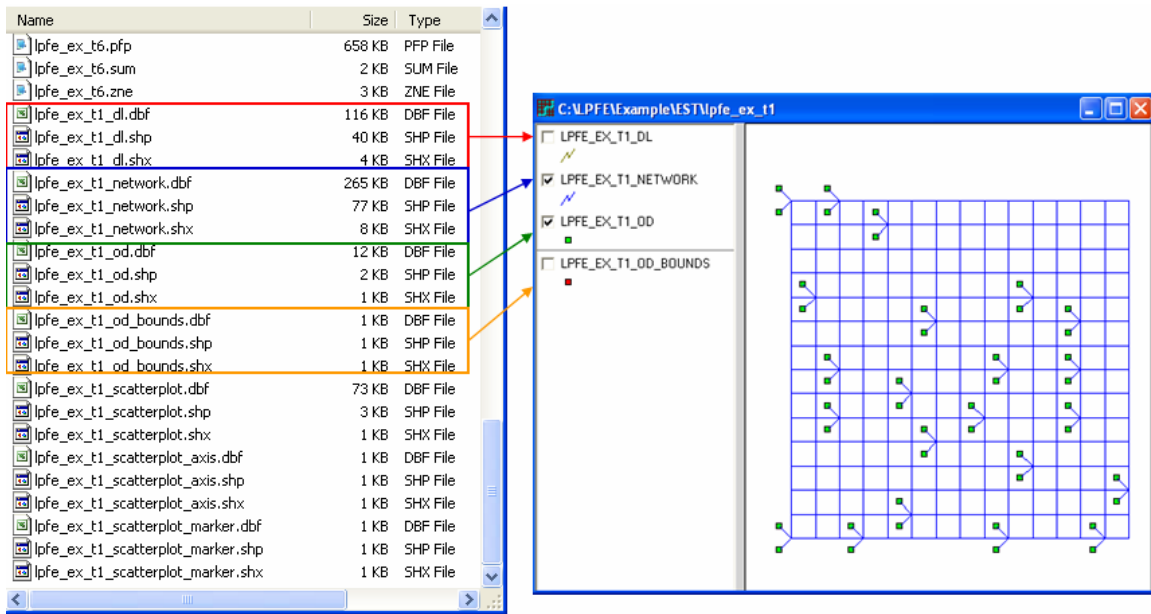 Name Size Type
lpfe_ex_t6.pfp 658 KB PFP File
lpfe_ex_t6.sum 2 KB SUM File
lpfe_ex_t6.zne 3 KB ZNE File
lpfe_ex_t1_dl.dbf 116 KB DBF File
lpfe_ex_t1_dl.shp 40 KB SHP File
lpfe_ex_t1_dl.shx 4 KB SHX File
lpfe_ex_t1_network.dbf 265 KB DBF File
lpfe_ex_t1_network.shp 77 KB SHP File
lpfe_ex_t1_network.shx 8 KB SHX File
lpfe_ex_t1_od.dbf 12 KB DBF File
lpfe_ex_t1_od.shp 2 KB SHP File
lpfe_ex_t1_od.shx 1 KB SHX File
lpfe_ex_t1_od_bounds.dbf 1 KB DBF File
lpfe_ex_t1_od_bounds.shp 1 KB SHP File
lpfe_ex_t1_od_bounds.shx 1 KB SHX File
lpfe_ex_t1_scatterplot.dbf 73 KB DBF File
lpfe_ex_t1_scatterplot.shp 3 KB SHP File
lpfe_ex_t1_scatterplot.shx 1 KB SHX File
lpfe_ex_t1_scatterplot_axis.dbf 1 KB DBF File
lpfe_ex_t1_scatterplot_axis.shp 1 KB SHP File
lpfe_ex_t1_scatterplot_axis.shx 1 KB SHX File
lpfe_ex_t1_scatterplot_marker.dbf 1 KB DBF File
lpfe_ex_t1_scatterplot_marker.shp 1 KB SHP File
lpfe_ex_t1_scatterplot_marker.shx 1 KB SHX File
C:\LPFE\Example\EST\lpfe_ex_t1
LPFE_EX_T1_DL
LPFE_EX_T1_NETWORK
LPFE_EX_T1_OD
LPFE_EX_T1_OD_BOUNDS